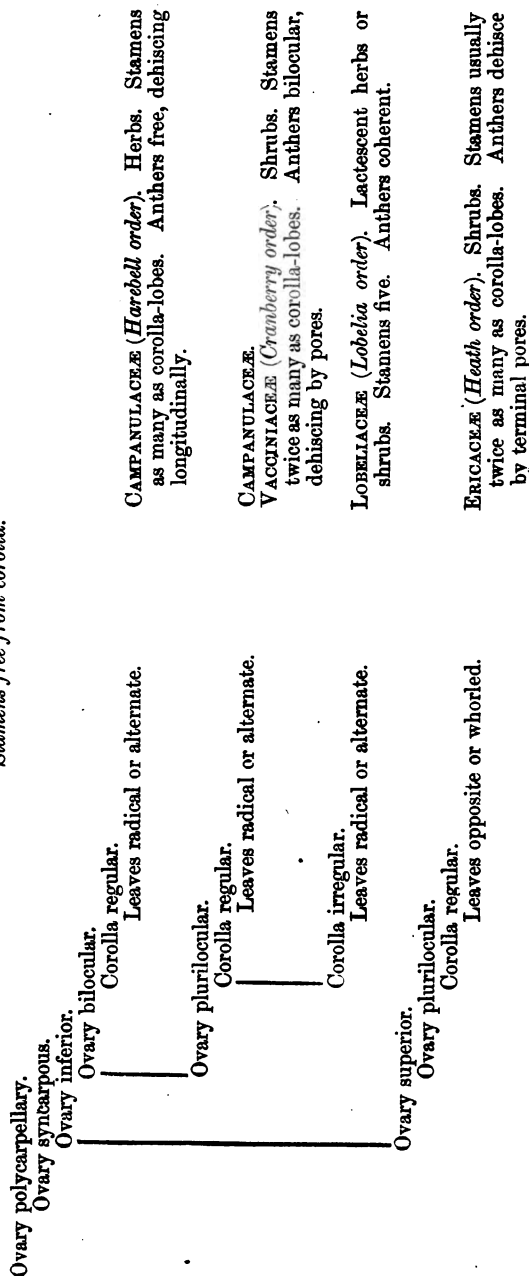 Stamens free from corolla.
Ovary polycarpellary.
Ovary syncarpous.
Ovary inferior.
Ovary bilocular.
Corolla regular.
Leaves radical or alternate.
CAMPANULACEÆ (Harebell order). Herbs. Stamens
as many as corolla-lobes. Anthers free, dehiscing
longitudinally.
Ovary plurilocular.
Corolla regular.
Leaves radical or alternate.
CAMPANULACEÆ.
VACCINIACEÆ (Cranberry order). Shrubs. Stamens
twice as many as corolla-lobes. Anthers bilocular,
dehiscing by pores.
Corolla irregular.
Leaves radical or alternate.
LOBELIACEÆ (Lobelia order). Lactescent herbs or
shrubs. Stamens five. Anthers coherent.
Ovary superior.
Ovary plurilocular.
Corolla regular.
Leaves opposite or whorled.
ERICACEÆ (Heath order). Shrubs. Stamens usually
twice as many as corolla-lobes. Anthers dehisce
by terminal pores.